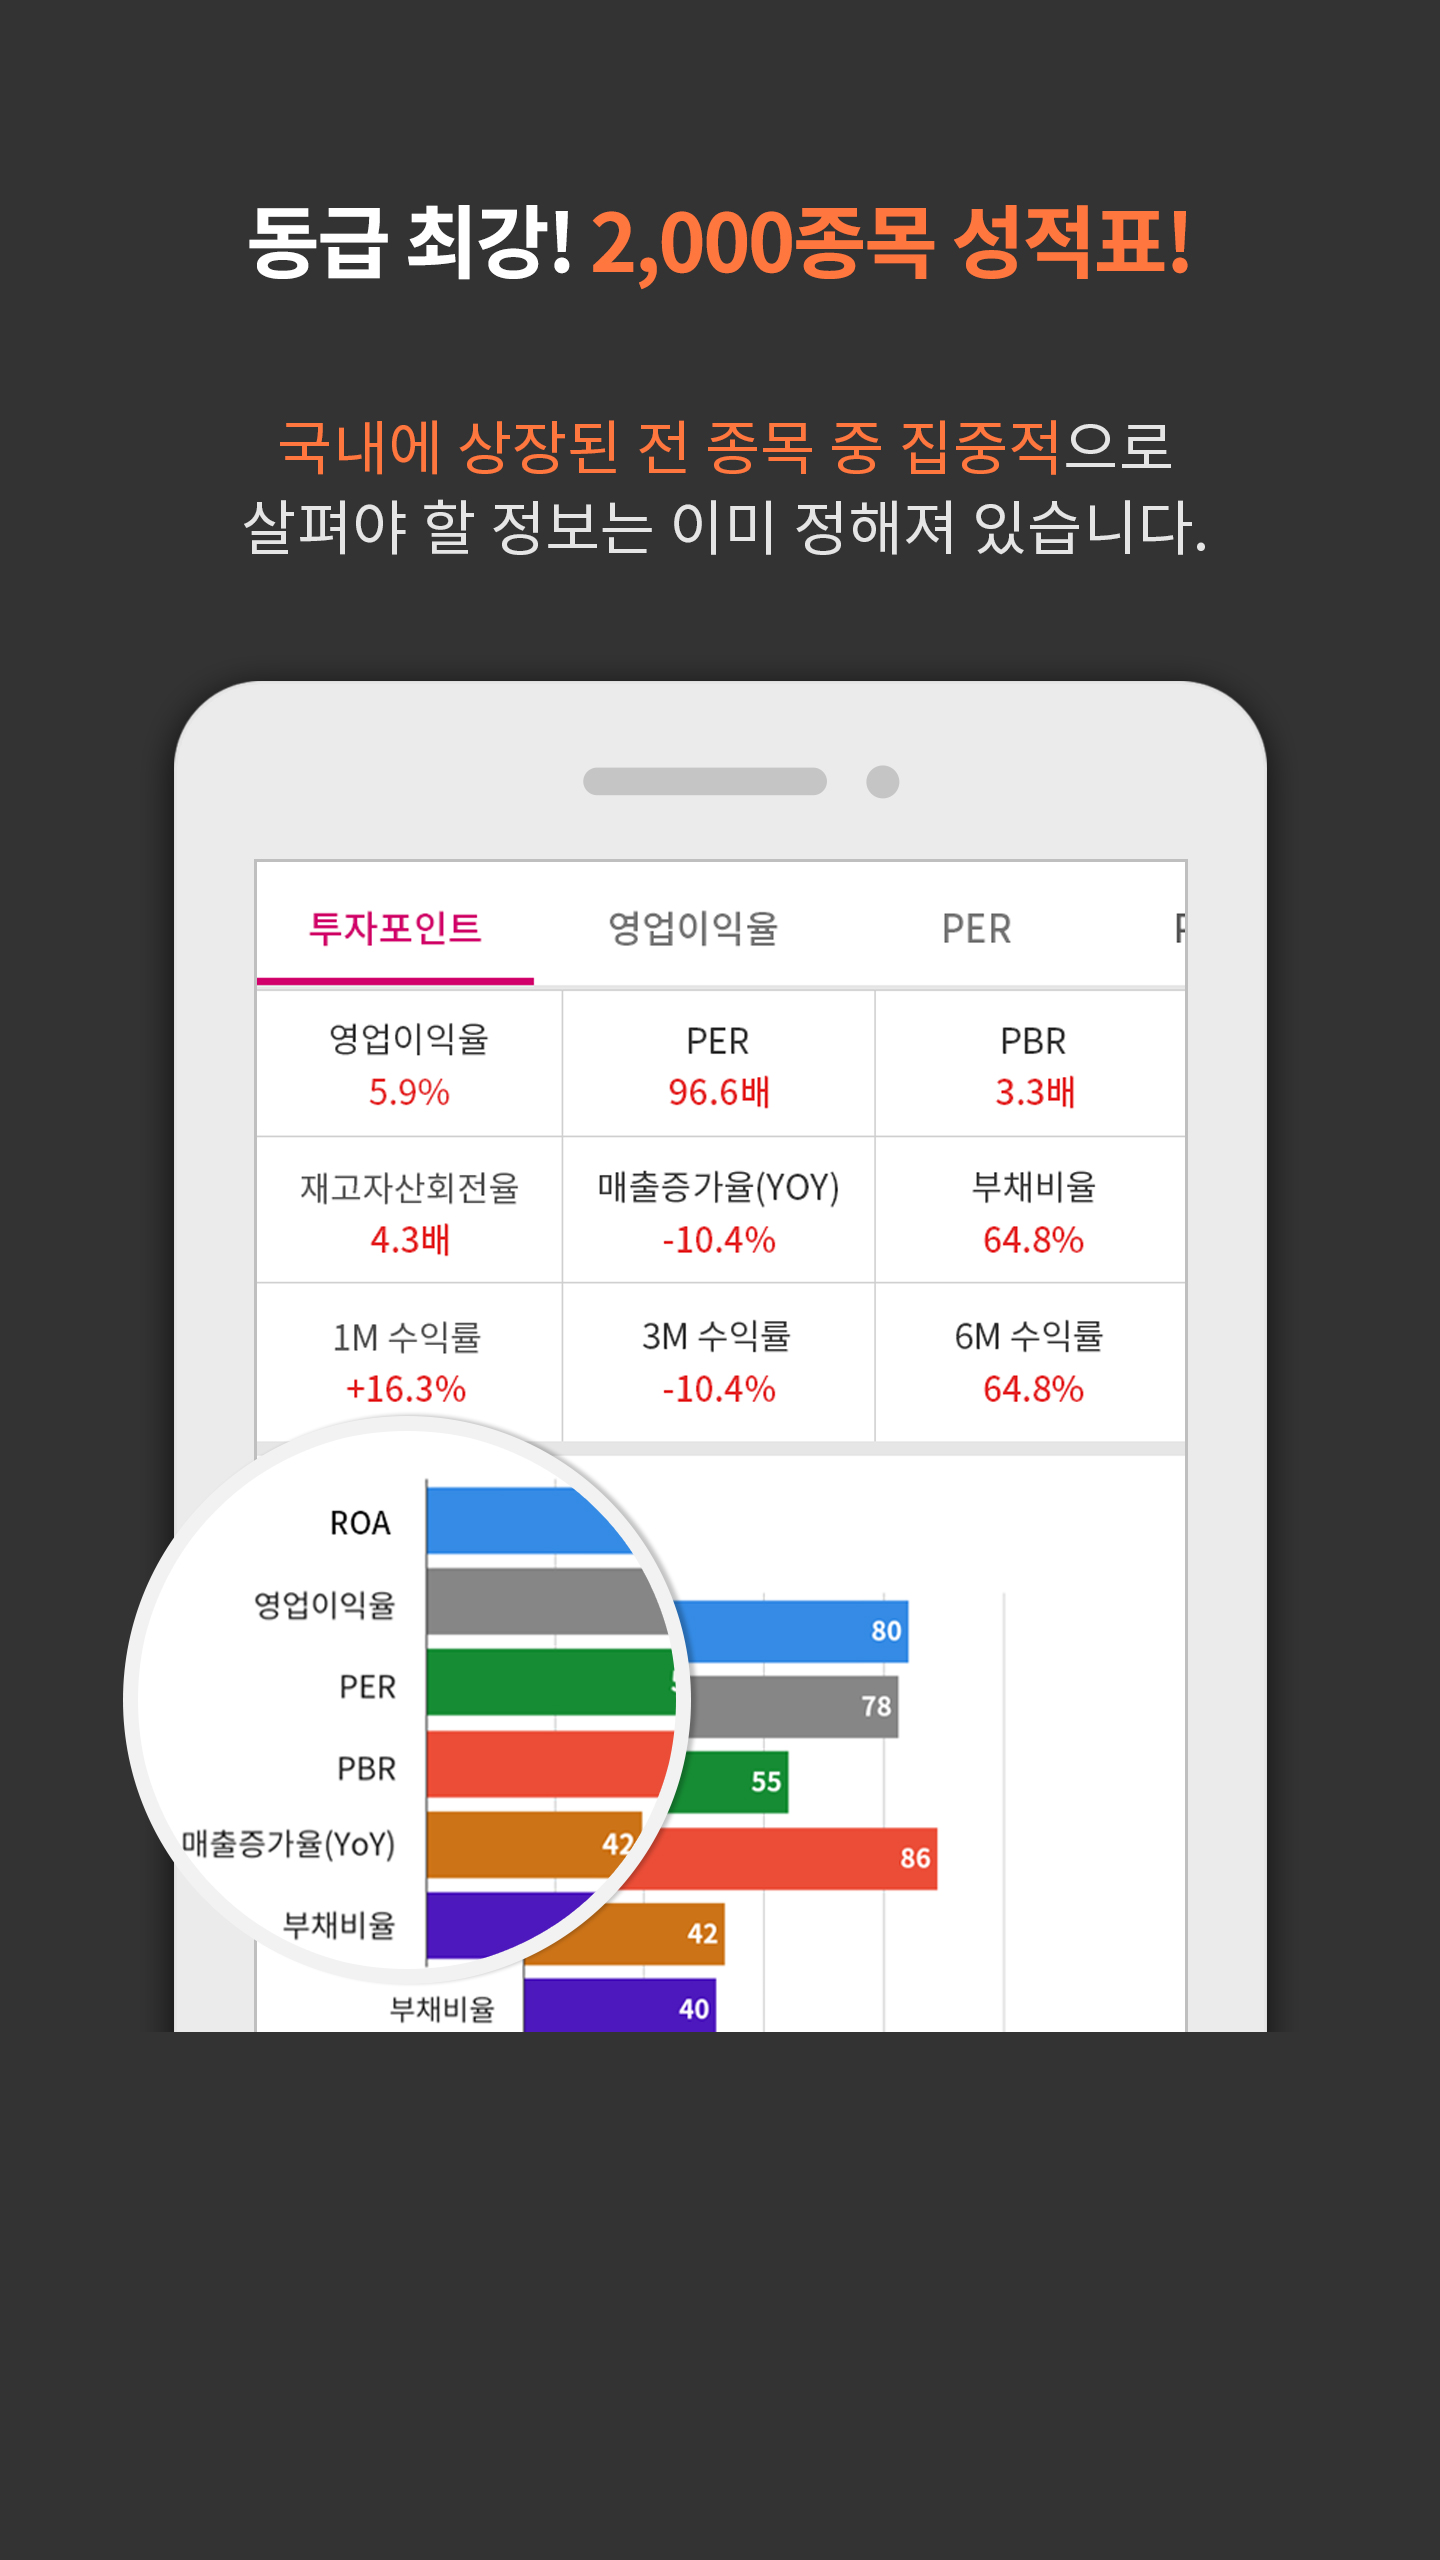 동급 최강! 2,000종목 성적표!
국내에 상장된 전 종목 중 집중적으로
살펴야 할 정보는 이미 정해져 있습니다.
투자포인트 영업이익율 PER
영업이익율 PER PBR
5.9% 96.6배 3.3배
재고자산회전율 매출증가율(YOY) 부채비율
4.3배 -10.4% 64.8%
1M 수익률 3M 수익률 6M 수익률
+16.3% -10.4% 64.8%
ROA
영업이익율 80
PER 78
PBR 55
매출증가율(YoY) 42 86
부채비율 42
부채비율 40